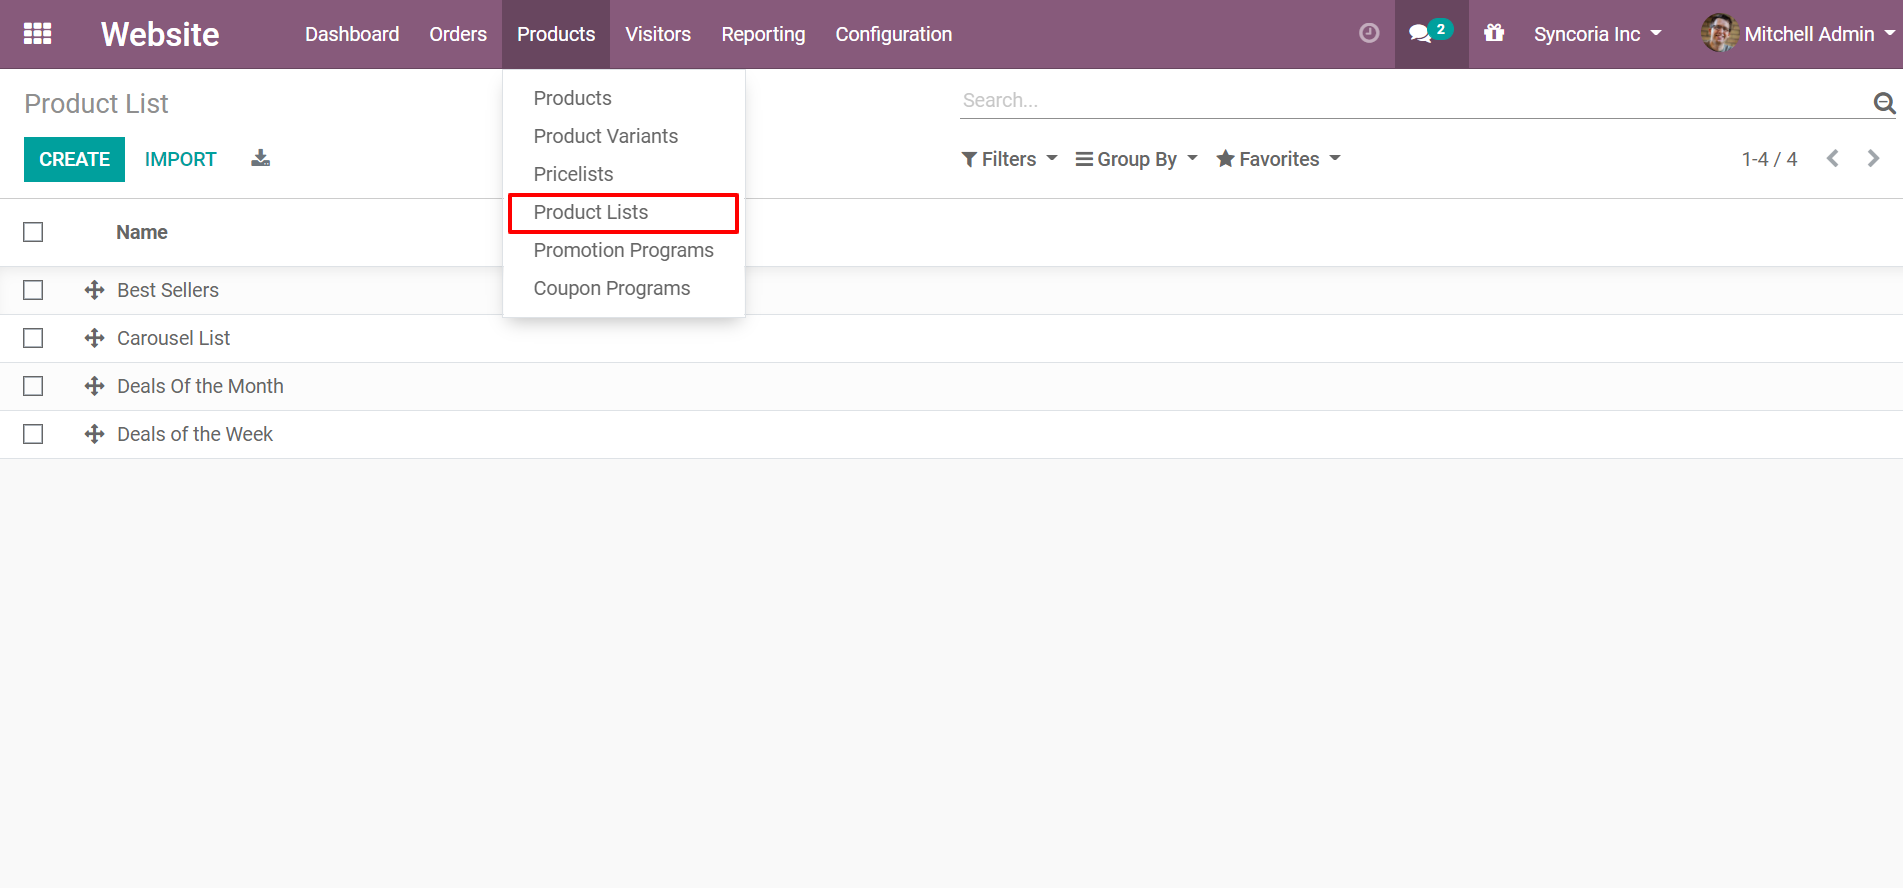 Website Dashboard Orders Products Visitors Reporting Configuration 2 Syncoria Inc Mitchell Admin
Product List
Search...
CREATE IMPORT
Filters Group By Favorites 1-4 / 4
Products
Product Variants
Pricelists
Product Lists
Promotion Programs
Coupon Programs
Name
Best Sellers
Carousel List
Deals Of the Month
Deals of the Week